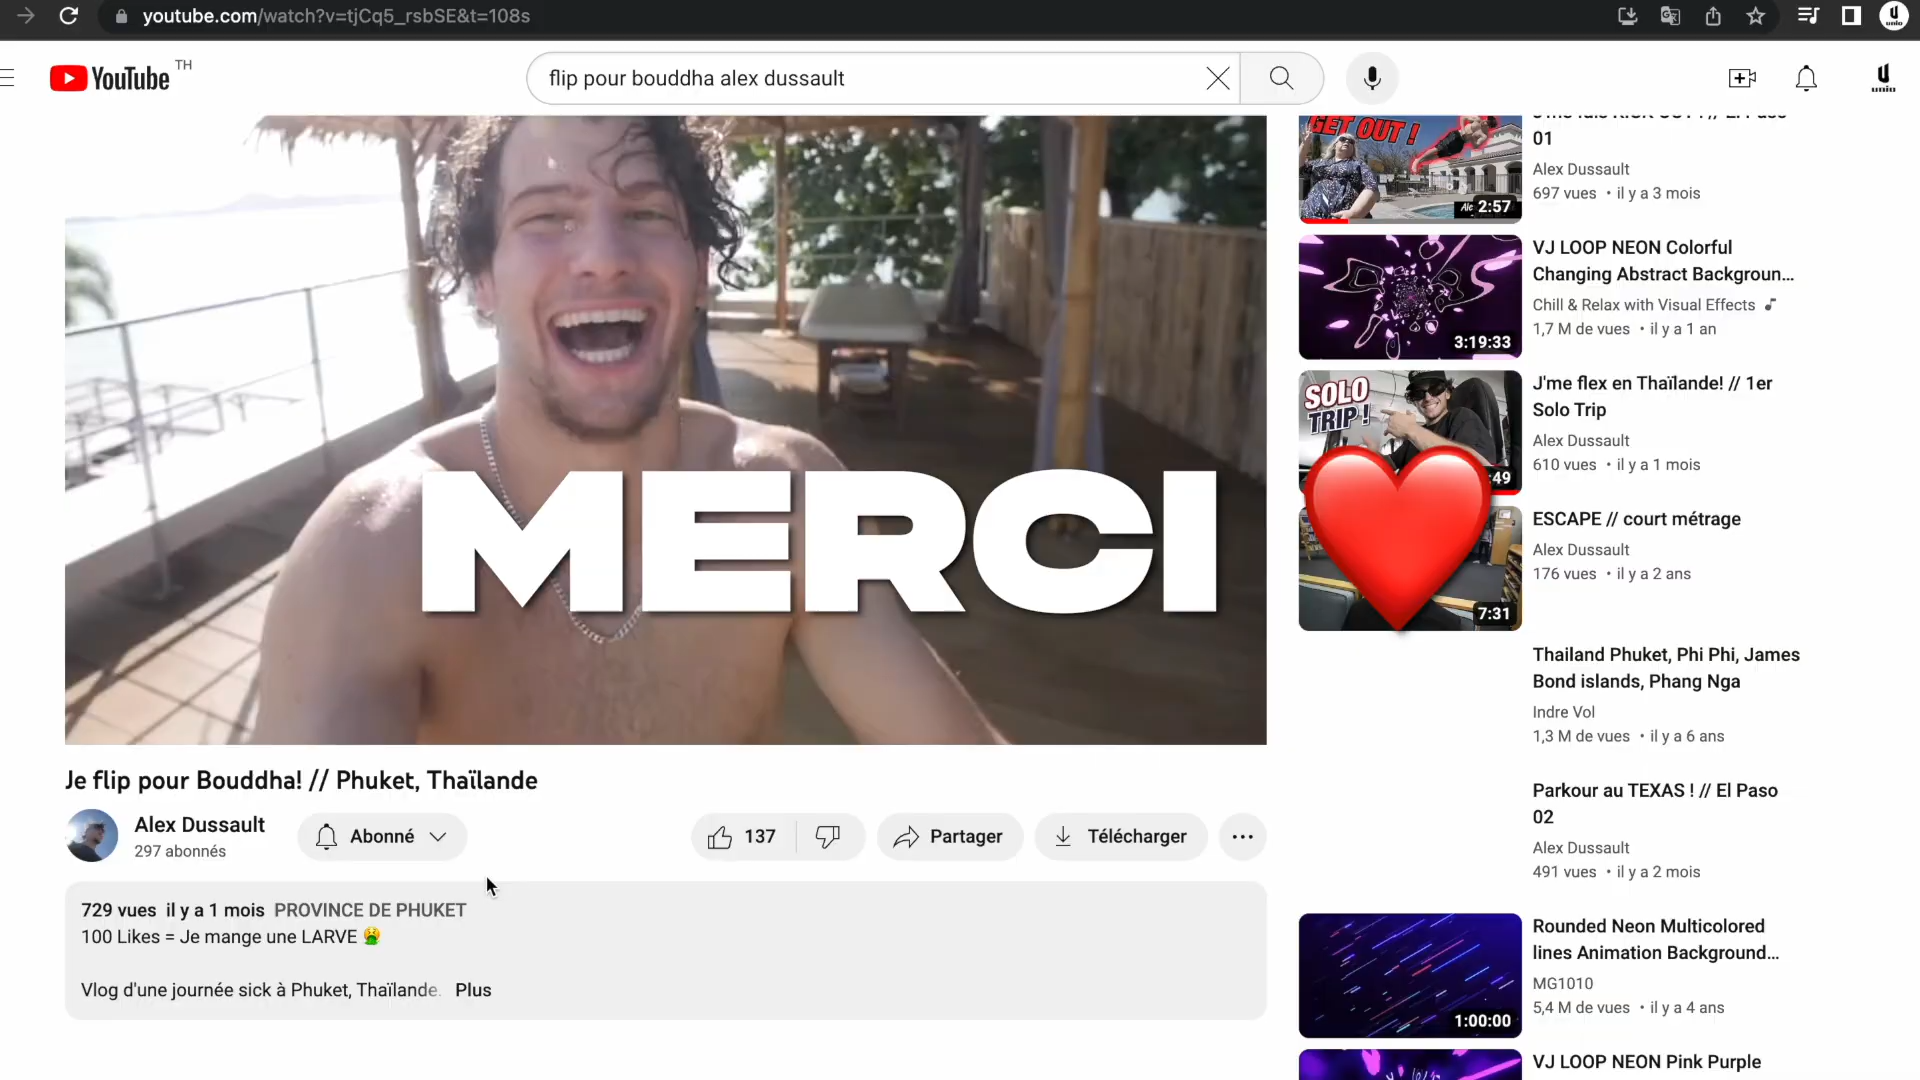 youtube.com/watch?v=tjCq5_rsbSE&t=108s
YouTube TH
flip pour bouddha alex dussault
unio
unio
MERCI
Je flip pour Bouddha! // Phuket, Thaïlande
Alex Dussault
297 abonnés
Abonné
137
Partager
Télécharger
729 vues il y a 1 mois PROVINCE DE PHUKET
100 Likes = Je mange une LARVE 🤮
Vlog d'une journée sick à Phuket, Thaïlande. Plus
GET OUT !
2:57
01
Alex Dussault
697 vues • il y a 3 mois
3:19:33
VJ LOOP NEON Colorful
Changing Abstract Backgroun...
Chill & Relax with Visual Effects
1,7 M de vues • il y a 1 an
SOLO
TRIP !
:49
J'me flex en Thaïlande! // 1er
Solo Trip
Alex Dussault
610 vues • il y a 1 mois
7:31
ESCAPE // court métrage
Alex Dussault
176 vues • il y a 2 ans
Thailand Phuket, Phi Phi, James
Bond islands, Phang Nga
Indre Vol
1,3 M de vues • il y a 6 ans
Parkour au TEXAS ! // El Paso
02
Alex Dussault
491 vues • il y a 2 mois
1:00:00
Rounded Neon Multicolored
lines Animation Background...
MG1010
5,4 M de vues • il y a 4 ans
VJ LOOP NEON Pink Purple